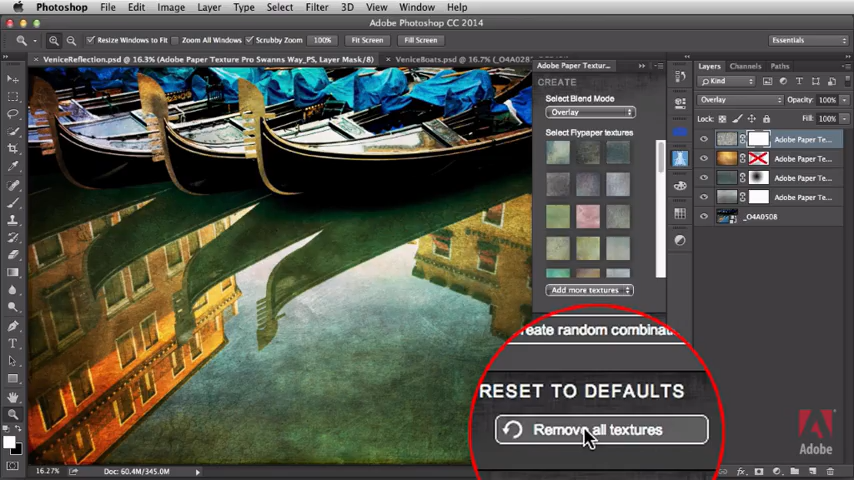 Photoshop File Edit Image Layer Type Select Filter 3D View Window Help
Adobe Photoshop CC 2014
Resize Windows to Fit Zoom All Windows Scrubby Zoom 100% Fit Screen Fill Screen Essentials
VeniceReflection.psd @ 16.3% (Adobe Paper Texture Pro Swanns Way_PS, Layer Mask/8)
VeniceBoats.psd @ 16.7% (_O4A028
Adobe Paper Textur...
CREATE
Select Blend Mode
Overlay
Select Flypaper textures
Add more textures
reate random combinati
RESET TO DEFAULTS
Remove all textures
Layers Channels Paths
Kind
Overlay Opacity: 100%
Lock: Fill: 100%
Adobe Paper Te...
Adobe Paper Te...
Adobe Paper Te...
Adobe Paper Te...
_O4A0508
fx
Adobe
16.27% Doc: 60.4M/345.0M